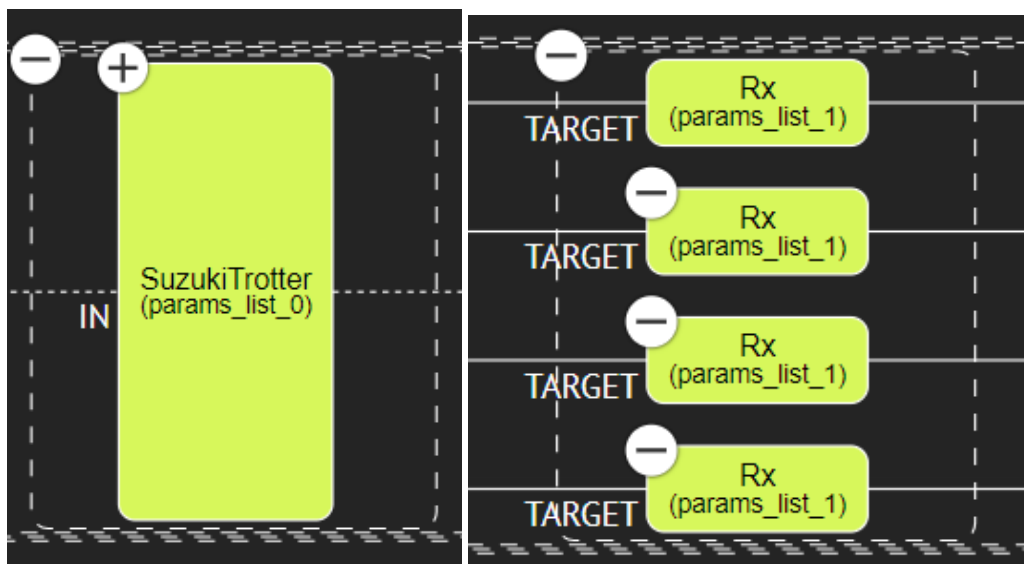 SuzukiTrotter
(params_list_0)
IN
Rx
(params_list_1)
TARGET
Rx
(params_list_1)
TARGET
Rx
(params_list_1)
TARGET
Rx
(params_list_1)
TARGET